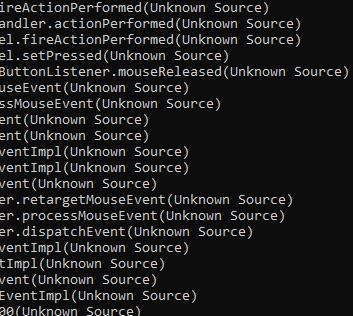 ireActionPerformed(Unknown Source)
andler.actionPerformed(Unknown Source)
el.fireActionPerformed(Unknown Source)
el.setPressed(Unknown Source)
ButtonListener.mouseReleased(Unknown Source)
useEvent(Unknown Source)
ssMouseEvent(Unknown Source)
ent(Unknown Source)
ent(Unknown Source)
ventImpl(Unknown Source)
ventImpl(Unknown Source)
vent(Unknown Source)
er.retargetMouseEvent(Unknown Source)
er.processMouseEvent(Unknown Source)
er.dispatchEvent(Unknown Source)
ventImpl(Unknown Source)
tImpl(Unknown Source)
vent(Unknown Source)
EventImpl(Unknown Source)
00(Unknown Source)